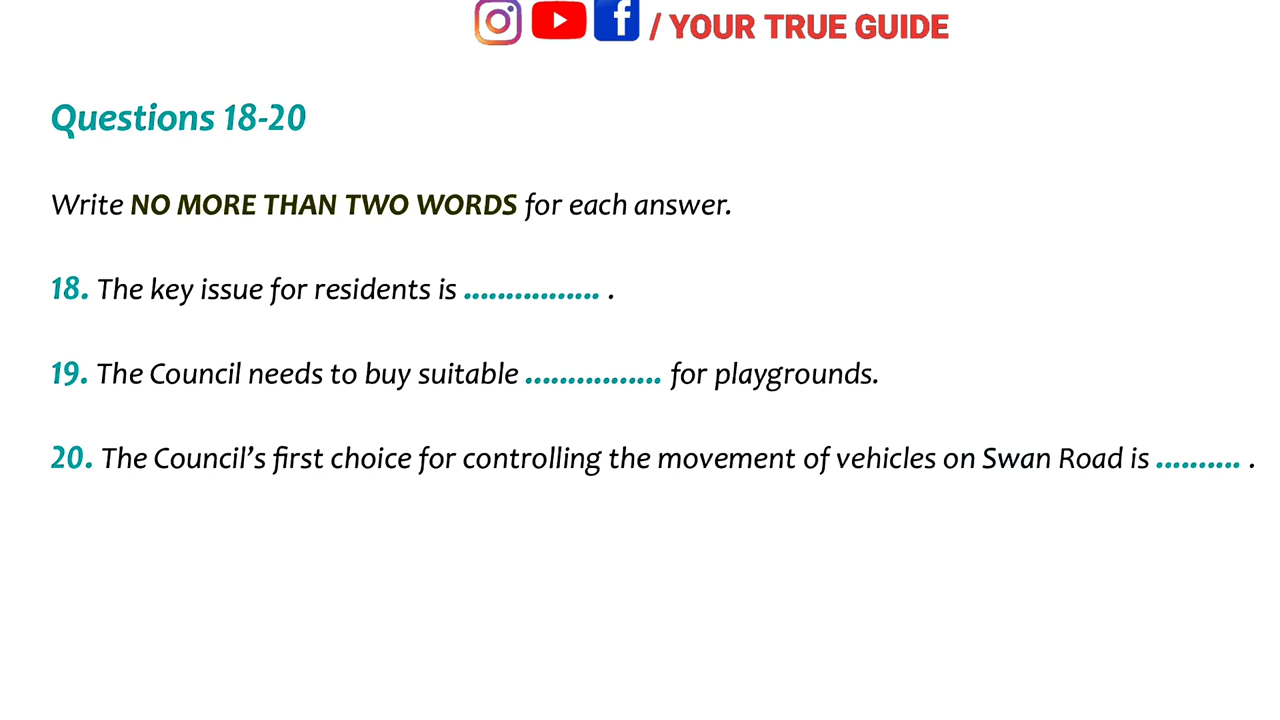 / YOUR TRUE GUIDE
Questions 18-20
Write NO MORE THAN TWO WORDS for each answer.
18. The key issue for residents is ................ .
19. The Council needs to buy suitable ................ for playgrounds.
20. The Council’s first choice for controlling the movement of vehicles on Swan Road is .......... .